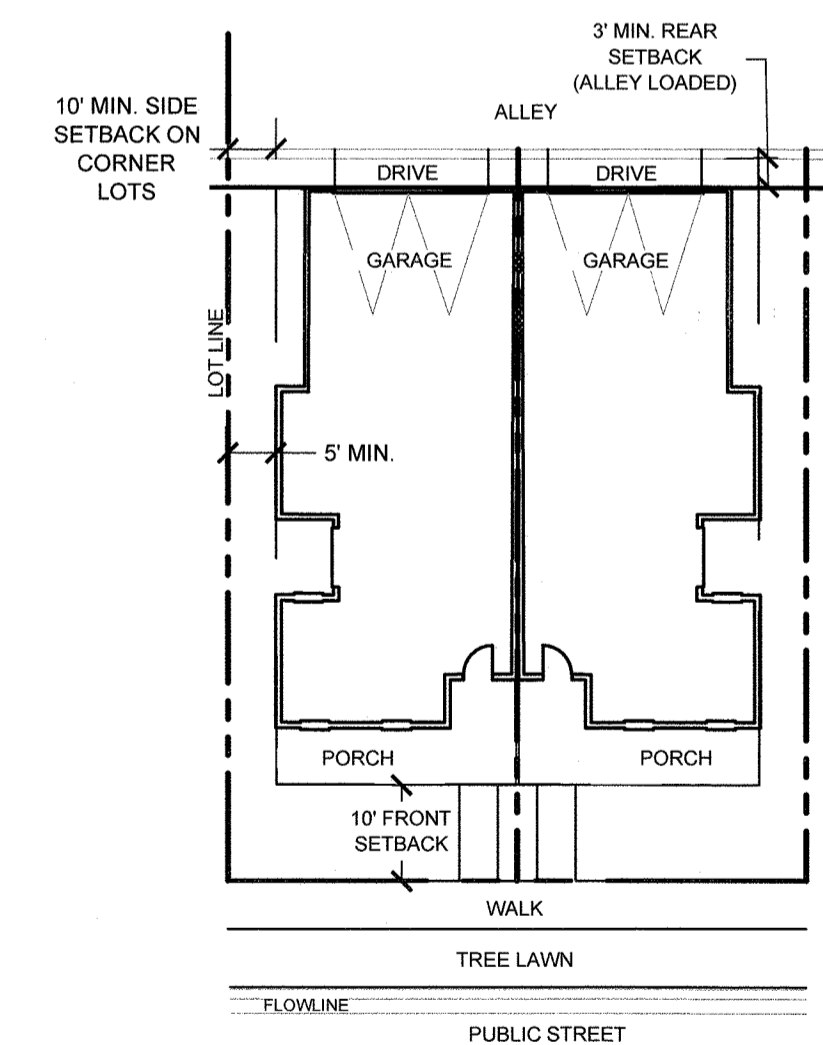 3' MIN. REAR
SETBACK
(ALLEY LOADED)
10' MIN. SIDE
SETBACK ON
CORNER
LOTS
ALLEY
DRIVE
DRIVE
GARAGE
GARAGE
LOT LINE
5' MIN.
PORCH
PORCH
10' FRONT
SETBACK
WALK
TREE LAWN
FLOWLINE
PUBLIC STREET